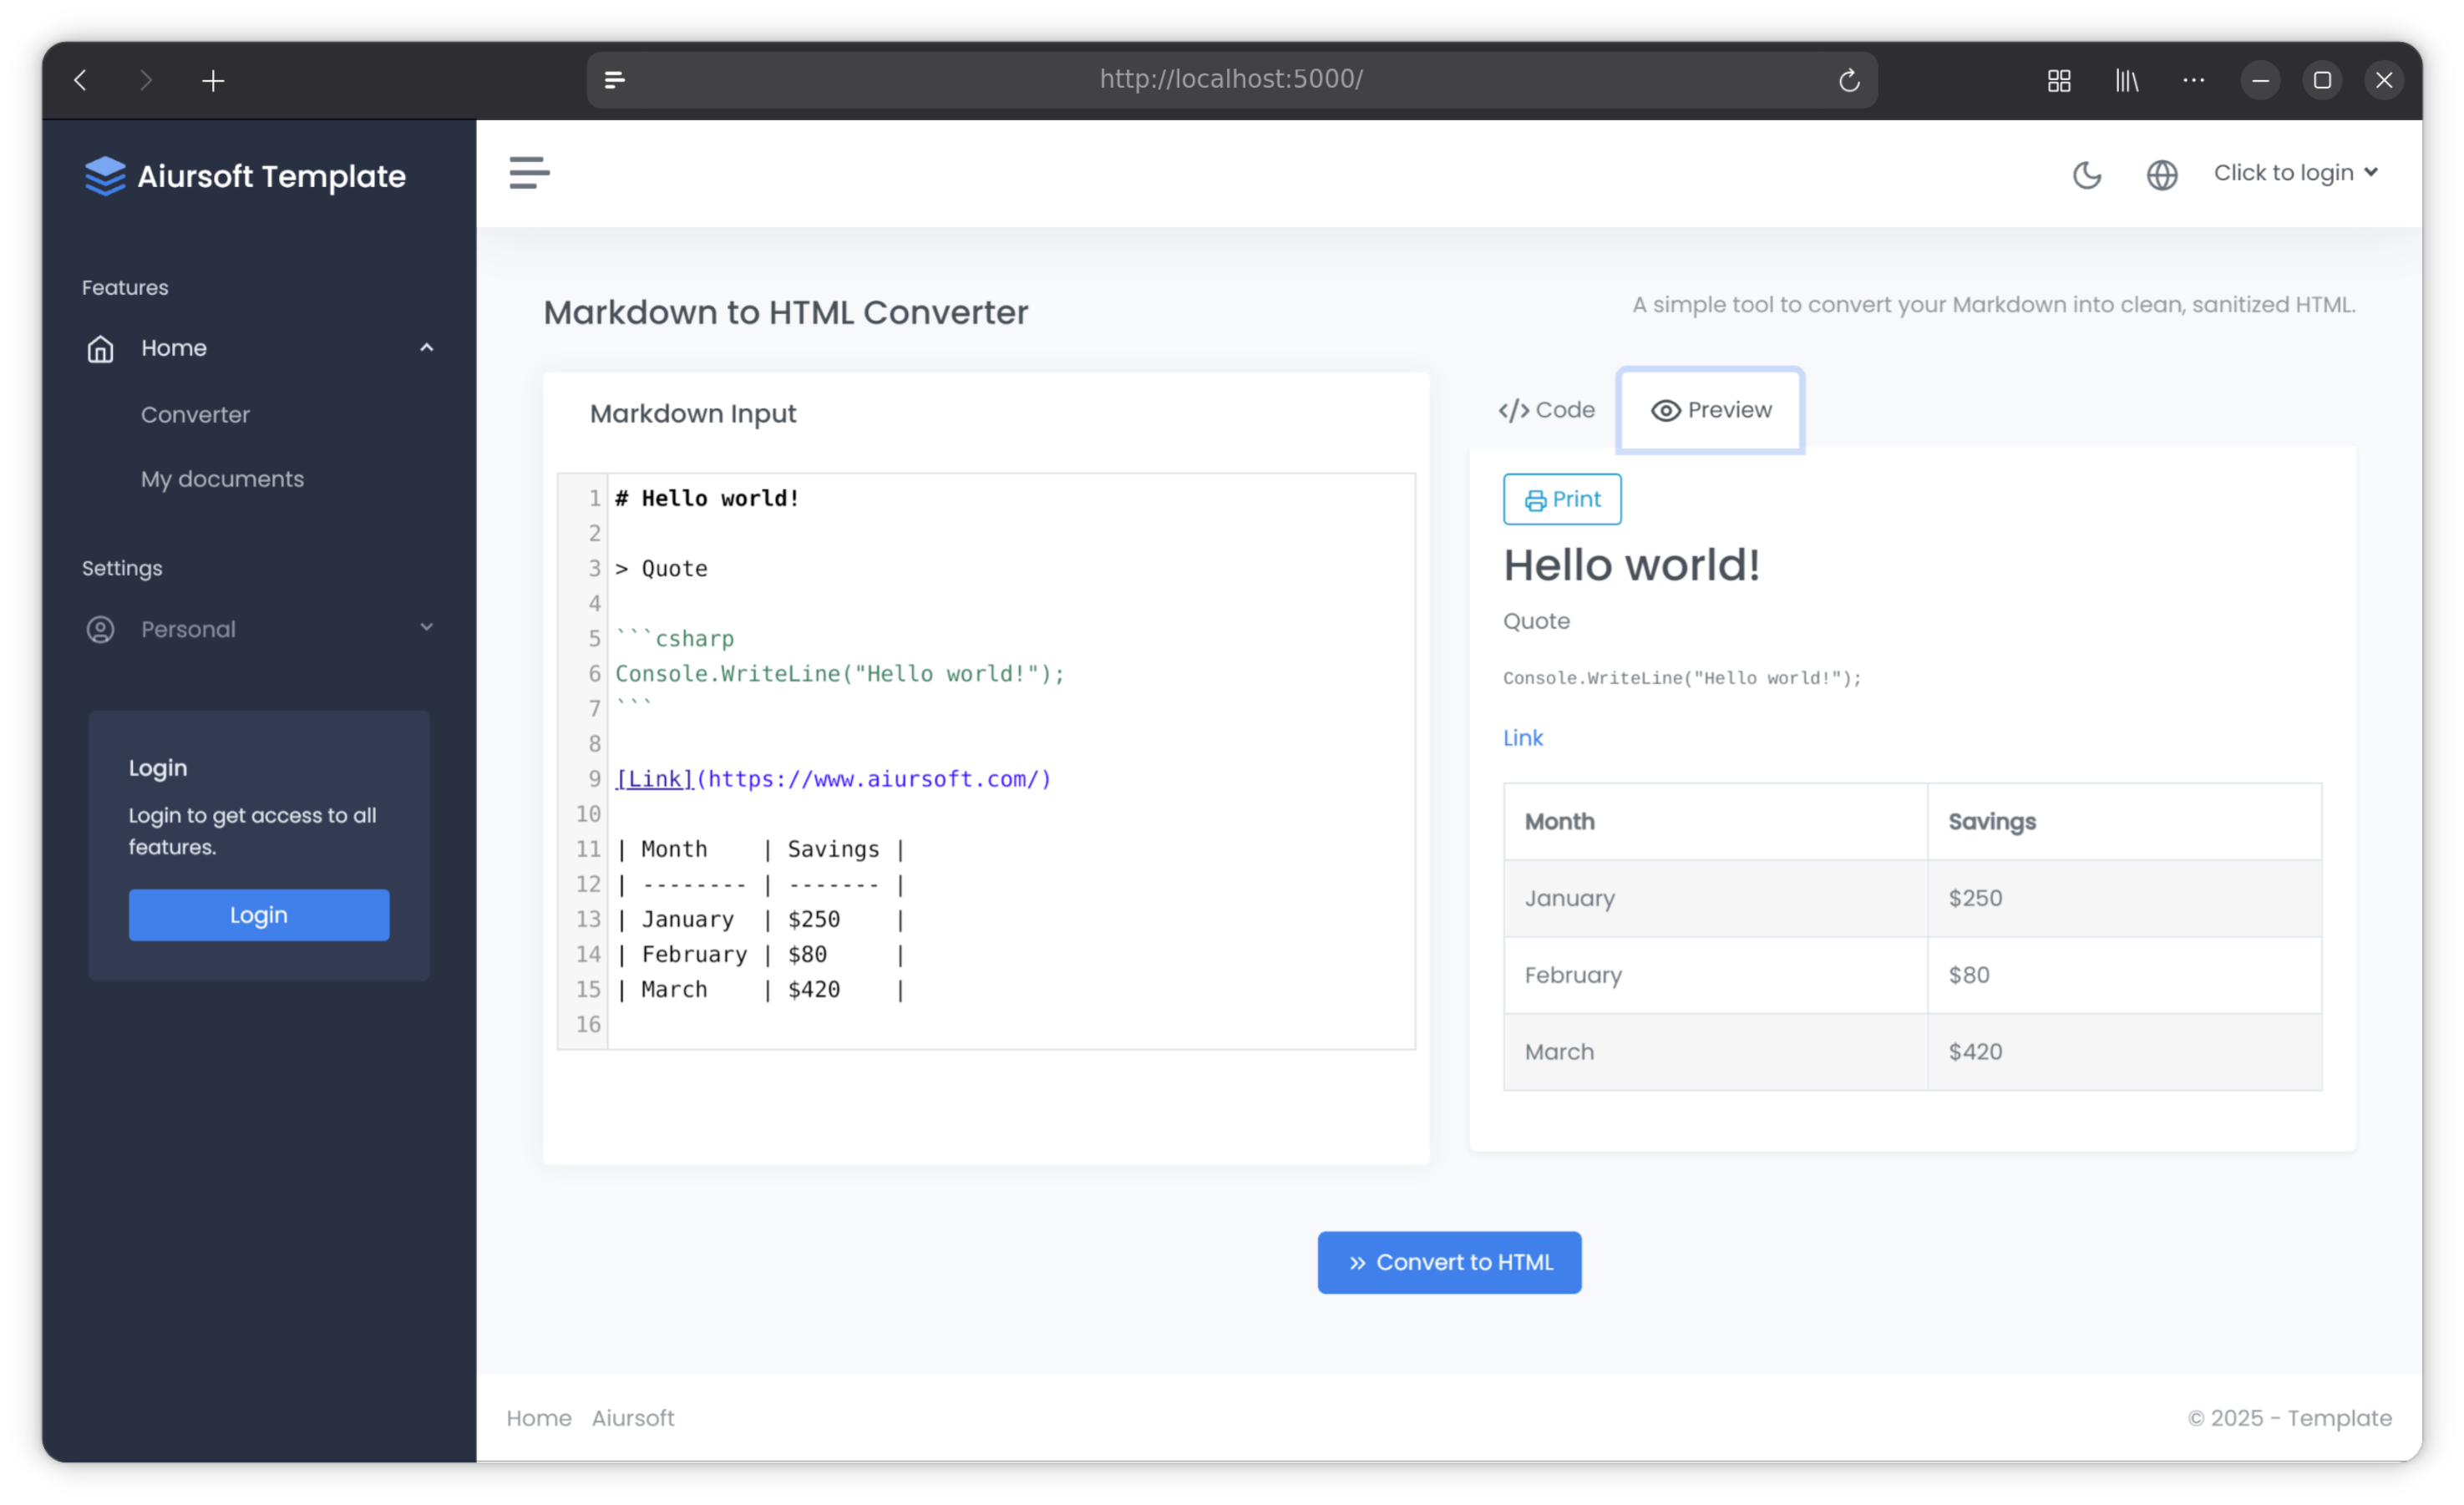 http://localhost:5000/
Aiursoft Template
Click to login
Features
Home
Converter
My documents
Settings
Personal
Login
Login to get access to all
features.
Login
Markdown to HTML Converter
A simple tool to convert your Markdown into clean, sanitized HTML.
Markdown Input
1 # Hello world!
2
3 > Quote
4
5 ```csharp
6 Console.WriteLine("Hello world!");
7 ```
8
9 [Link](https://www.aiursoft.com/)
10
11 | Month    | Savings |
12 | -------- | ------- |
13 | January  | $250    |
14 | February | $80     |
15 | March    | $420    |
16
</> Code
Preview
Print
Hello world!
Quote
Console.WriteLine("Hello world!");
Link
Month Savings
January $250
February $80
March $420
» Convert to HTML
Home Aiursoft
© 2025 - Template